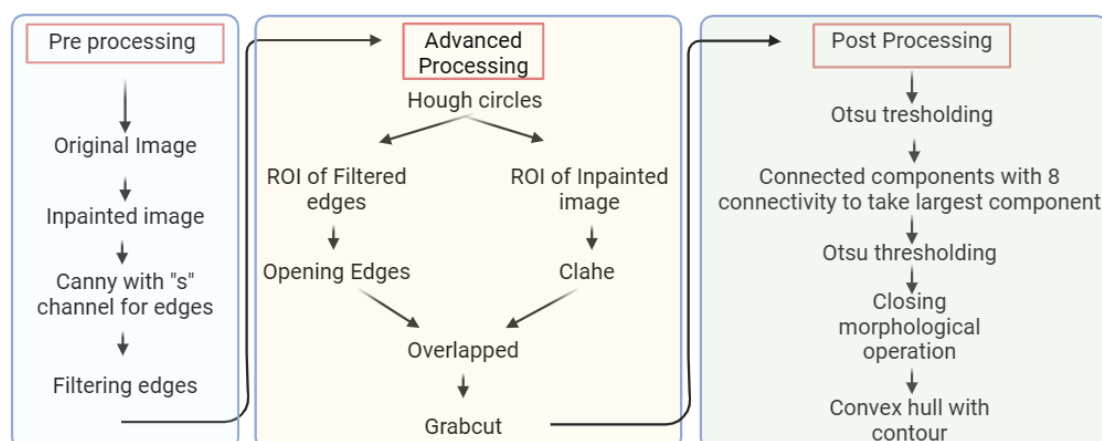 Pre processing
Original Image
Inpainted image
Canny with "s"
channel for edges
Filtering edges
Advanced
Processing
Hough circles
ROI of Filtered
edges
Opening Edges
ROI of Inpainted
image
Clahe
Overlapped
Grabcut
Post Processing
Otsu tresholding
Connected components with 8
connectivity to take largest component
Otsu thresholding
Closing
morphological
operation
Convex hull with
contour